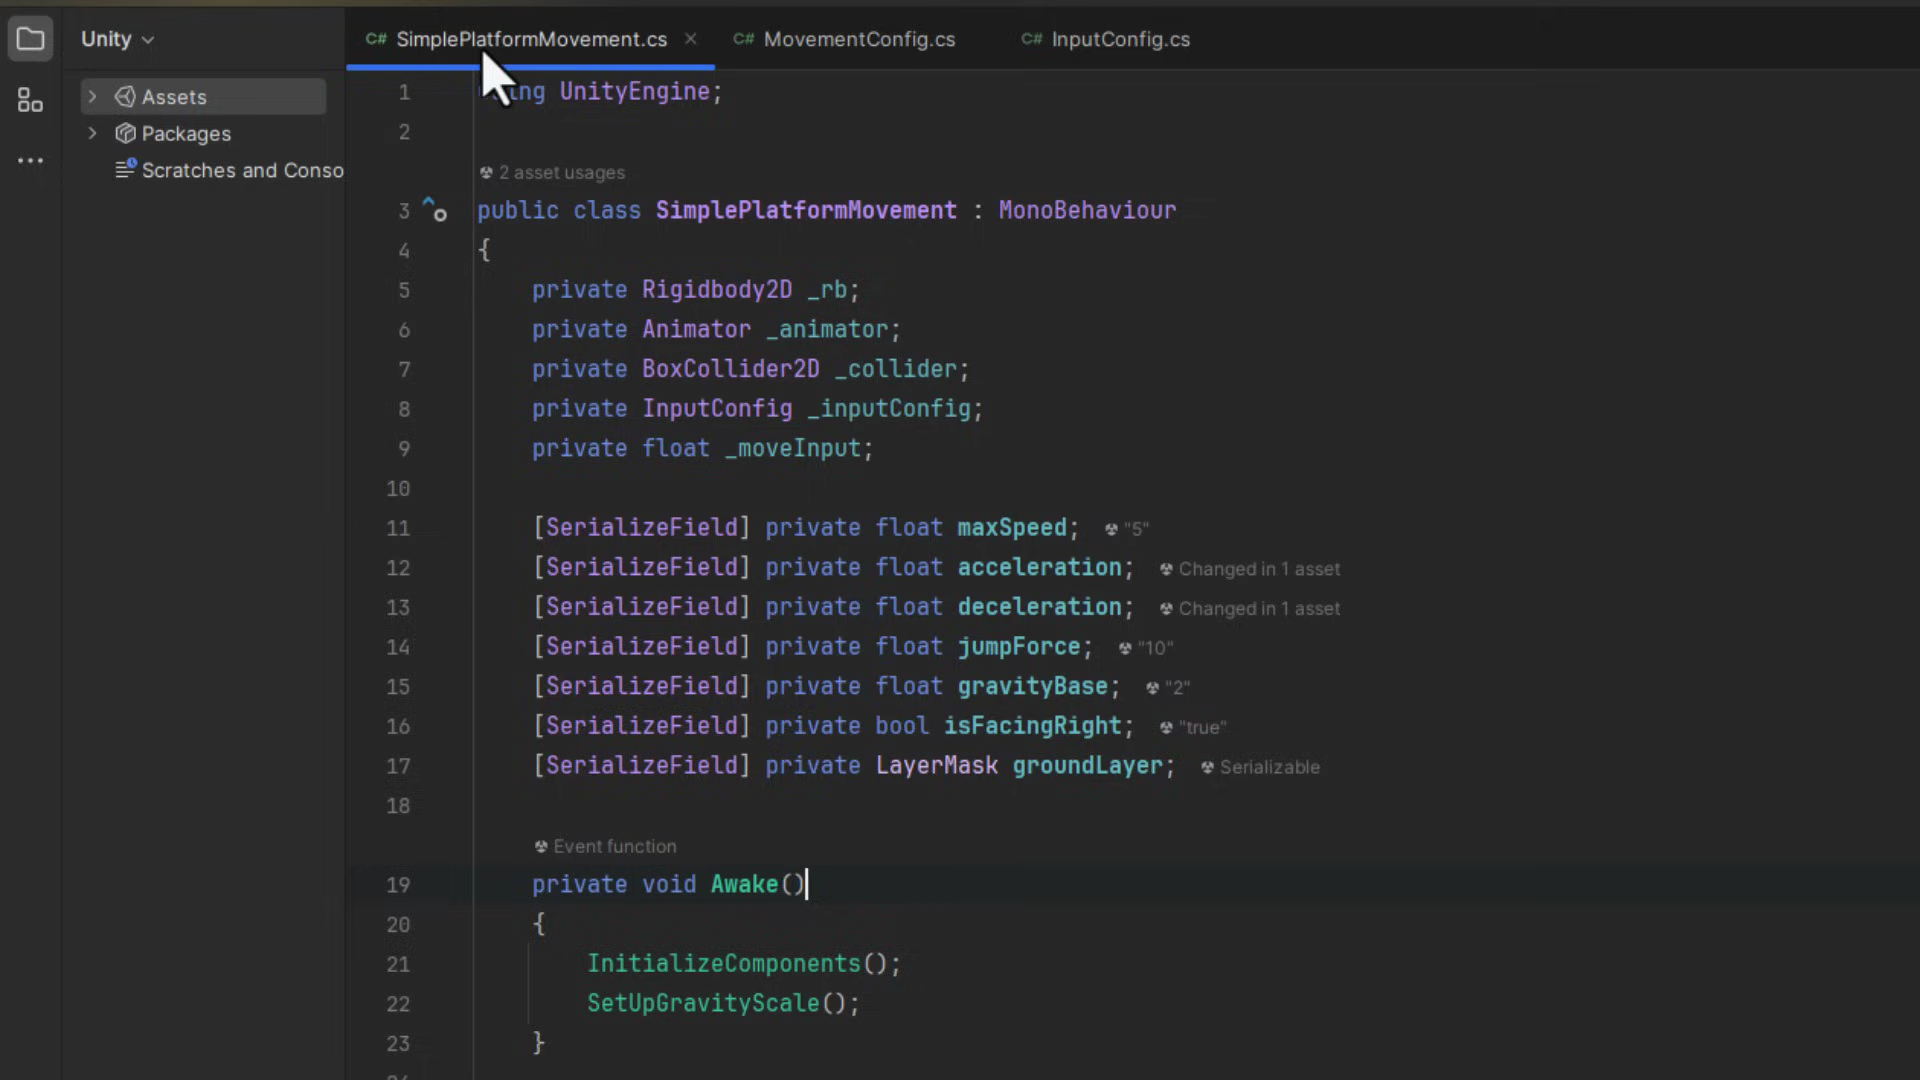 Unity
SimplePlatformMovement.cs
MovementConfig.cs
InputConfig.cs
Assets
Packages
Scratches and Conso
1 ng UnityEngine;
2
2 asset usages
3 public class SimplePlatformMovement : MonoBehaviour
4 {
5 private Rigidbody2D _rb;
6 private Animator _animator;
7 private BoxCollider2D _collider;
8 private InputConfig _inputConfig;
9 private float _moveInput;
10
11 [SerializeField] private float maxSpeed; "5"
12 [SerializeField] private float acceleration; Changed in 1 asset
13 [SerializeField] private float deceleration; Changed in 1 asset
14 [SerializeField] private float jumpForce; "10"
15 [SerializeField] private float gravityBase; "2"
16 [SerializeField] private bool isFacingRight; "true"
17 [SerializeField] private LayerMask groundLayer; Serializable
18
Event function
19 private void Awake()
20 {
21 InitializeComponents();
22 SetUpGravityScale();
23 }